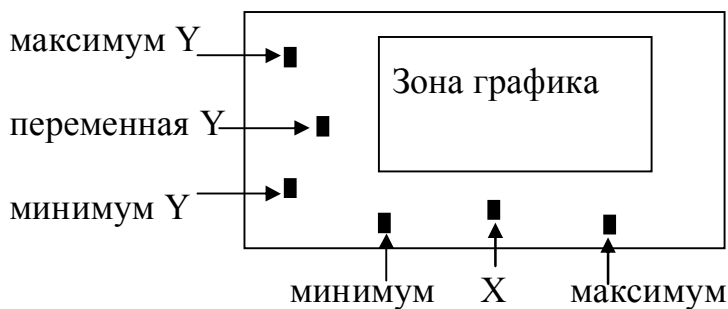 максимум Y
Зона графика
переменная Y
минимум Y
минимум X максимум